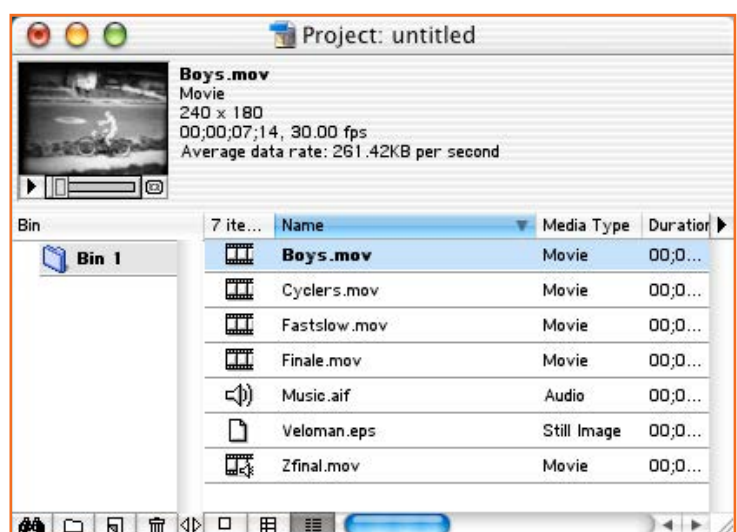 Project: untitled
Boys.mov
Movie
240 x 180
00;00;07;14, 30.00 fps
Average data rate: 261.42KB per second
Bin 7 ite... Name Media Type Duration
Bin 1 Boys.mov Movie 00;0...
Cyclers.mov Movie 00;0...
Fastslow.mov Movie 00;0...
Finale.mov Movie 00;0...
Music.aif Audio 00;0...
Veloman.eps Still Image 00;0...
Zfinal.mov Movie 00;0...